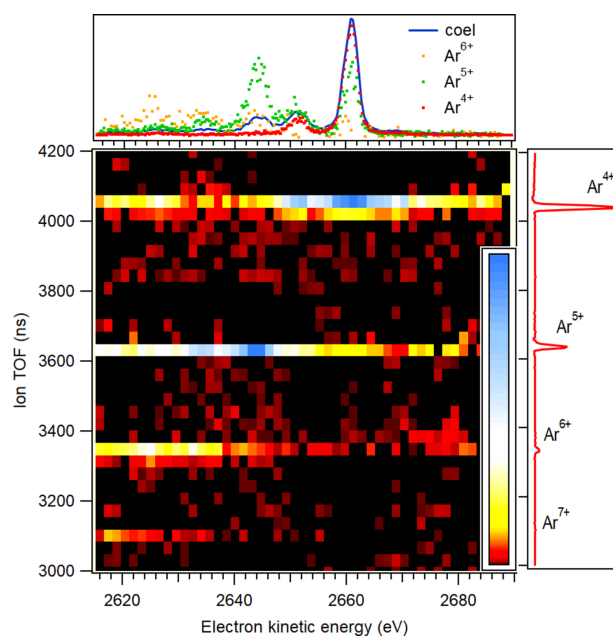 coel
Ar6+
Ar5+
Ar4+
4200
4000
3800
3600
3400
3200
3000
Ion TOF (ns)
Ar4+
Ar5+
Ar6+
Ar7+
2620
2640
2660
2680
Electron kinetic energy (eV)